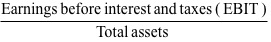 Earnings before interest and taxes ( EBIT )
Total assets